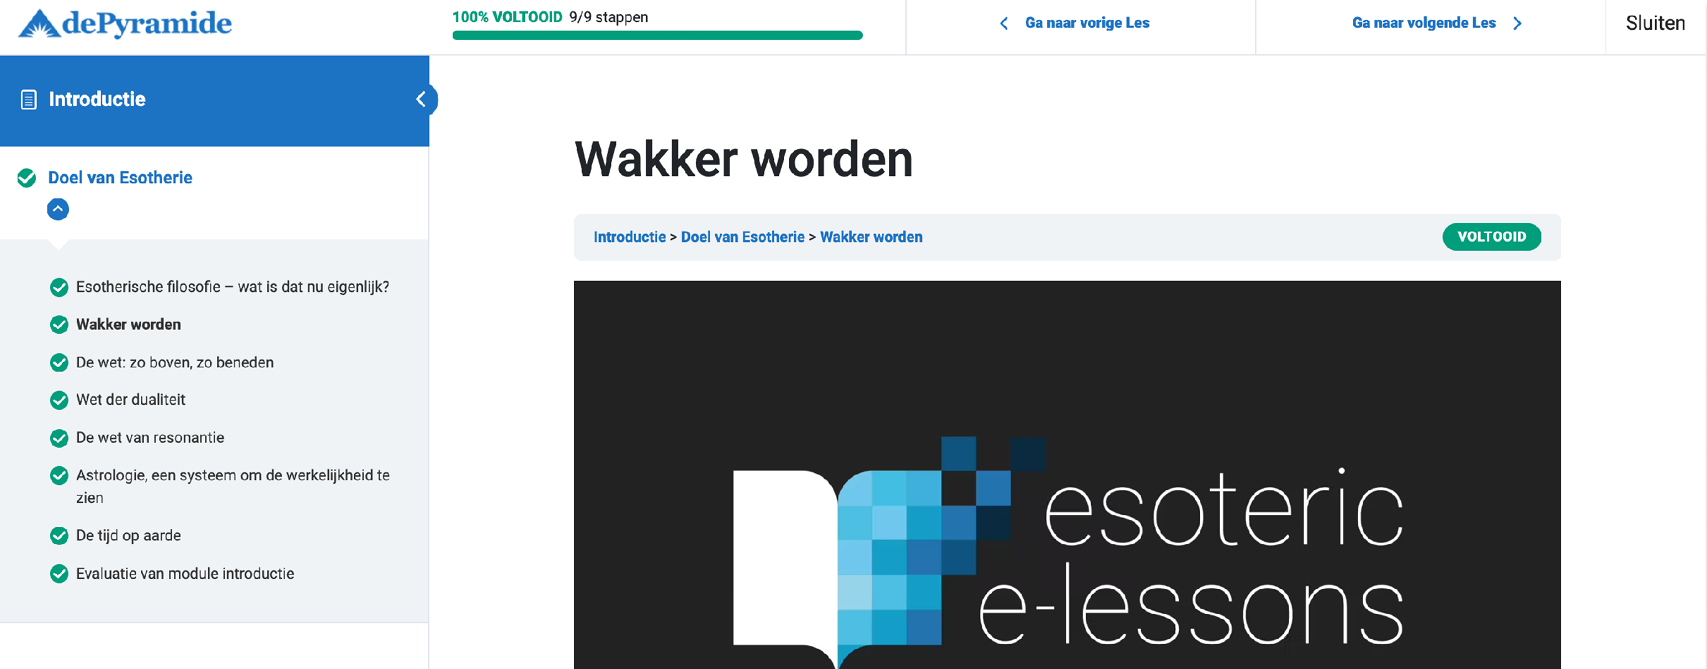 dePyramide
100% VOLTOOID 9/9 stappen
Ga naar vorige Les
Ga naar volgende Les
Sluiten
Introductie
Doel van Esotherie
Esotherische filosofie – wat is dat nu eigenlijk?
Wakker worden
De wet: zo boven, zo beneden
Wet der dualiteit
De wet van resonantie
Astrologie, een systeem om de werkelijkheid te
zien
De tijd op aarde
Evaluatie van module introductie
Wakker worden
Introductie > Doel van Esotherie > Wakker worden
VOLTOOID
esoteric
e-lessons